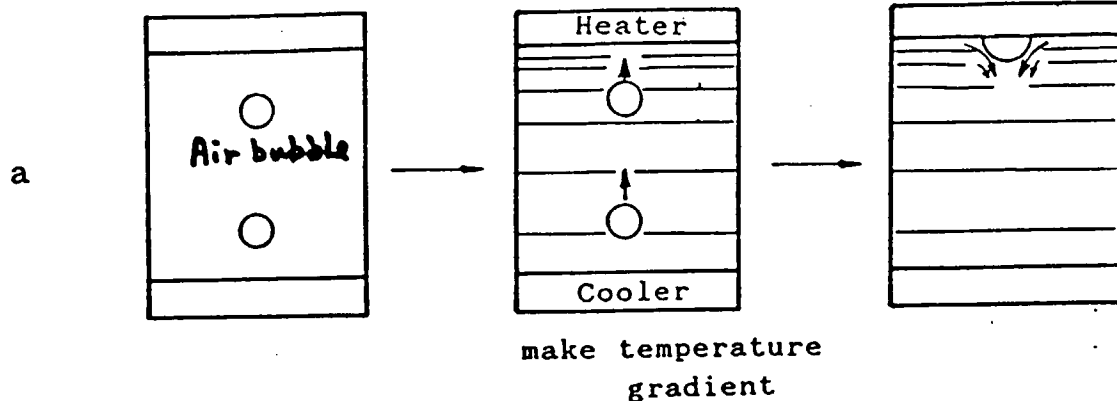 a
Air bubble
Heater
Cooler
make temperature
gradient